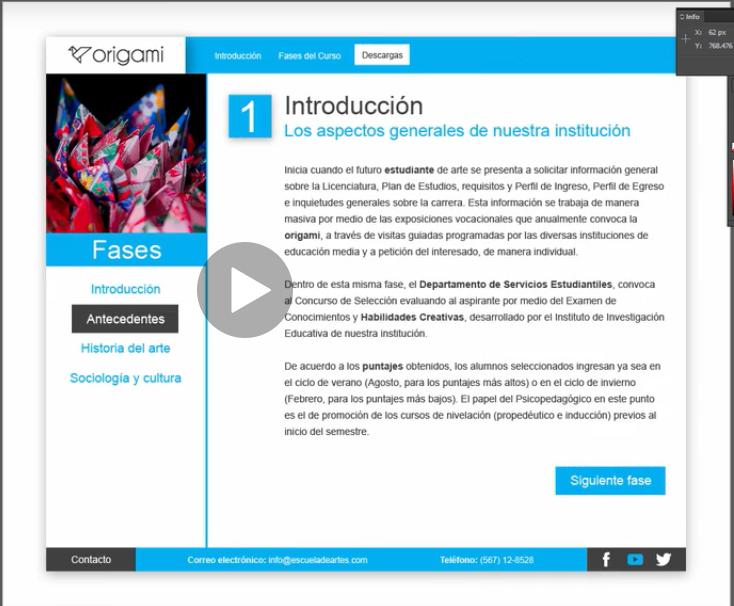 Info
X: 62 px
Y: 768.476
origami
Introducción
Fases del Curso
Descargas
1
Introducción
Los aspectos generales de nuestra institución
Inicia cuando el futuro estudiante de arte se presenta a solicitar información general
sobre la Licenciatura, Plan de Estudios, requisitos y Perfil de Ingreso, Perfil de Egreso
e inquietudes generales sobre la carrera. Esta información se trabaja de manera
masiva por medio de las exposiciones vocacionales que anualmente convoca la
origami, a través de visitas guiadas programadas por las diversas instituciones de
educación media y a petición del interesado, de manera individual.
Dentro de esta misma fase, el Departamento de Servicios Estudiantiles, convoca
al Concurso de Selección evaluando al aspirante por medio del Examen de
Conocimientos y Habilidades Creativas, desarrollado por el Instituto de Investigación
Educativa de nuestra institución.
De acuerdo a los puntajes obtenidos, los alumnos seleccionados ingresan ya sea en
el ciclo de verano (Agosto, para los puntajes más altos) o en el ciclo de invierno
(Febrero, para los puntajes más bajos). El papel del Psicopedagógico en este punto
es el de promoción de los cursos de nivelación (propedéutico e inducción) previos al
inicio del semestre.
Siguiente fase
Fases
Introducción
Antecedentes
Historia del arte
Sociología y cultura
Contacto
Correo electrónico: info@escueladeartes.com
Teléfono: (567) 12-8528